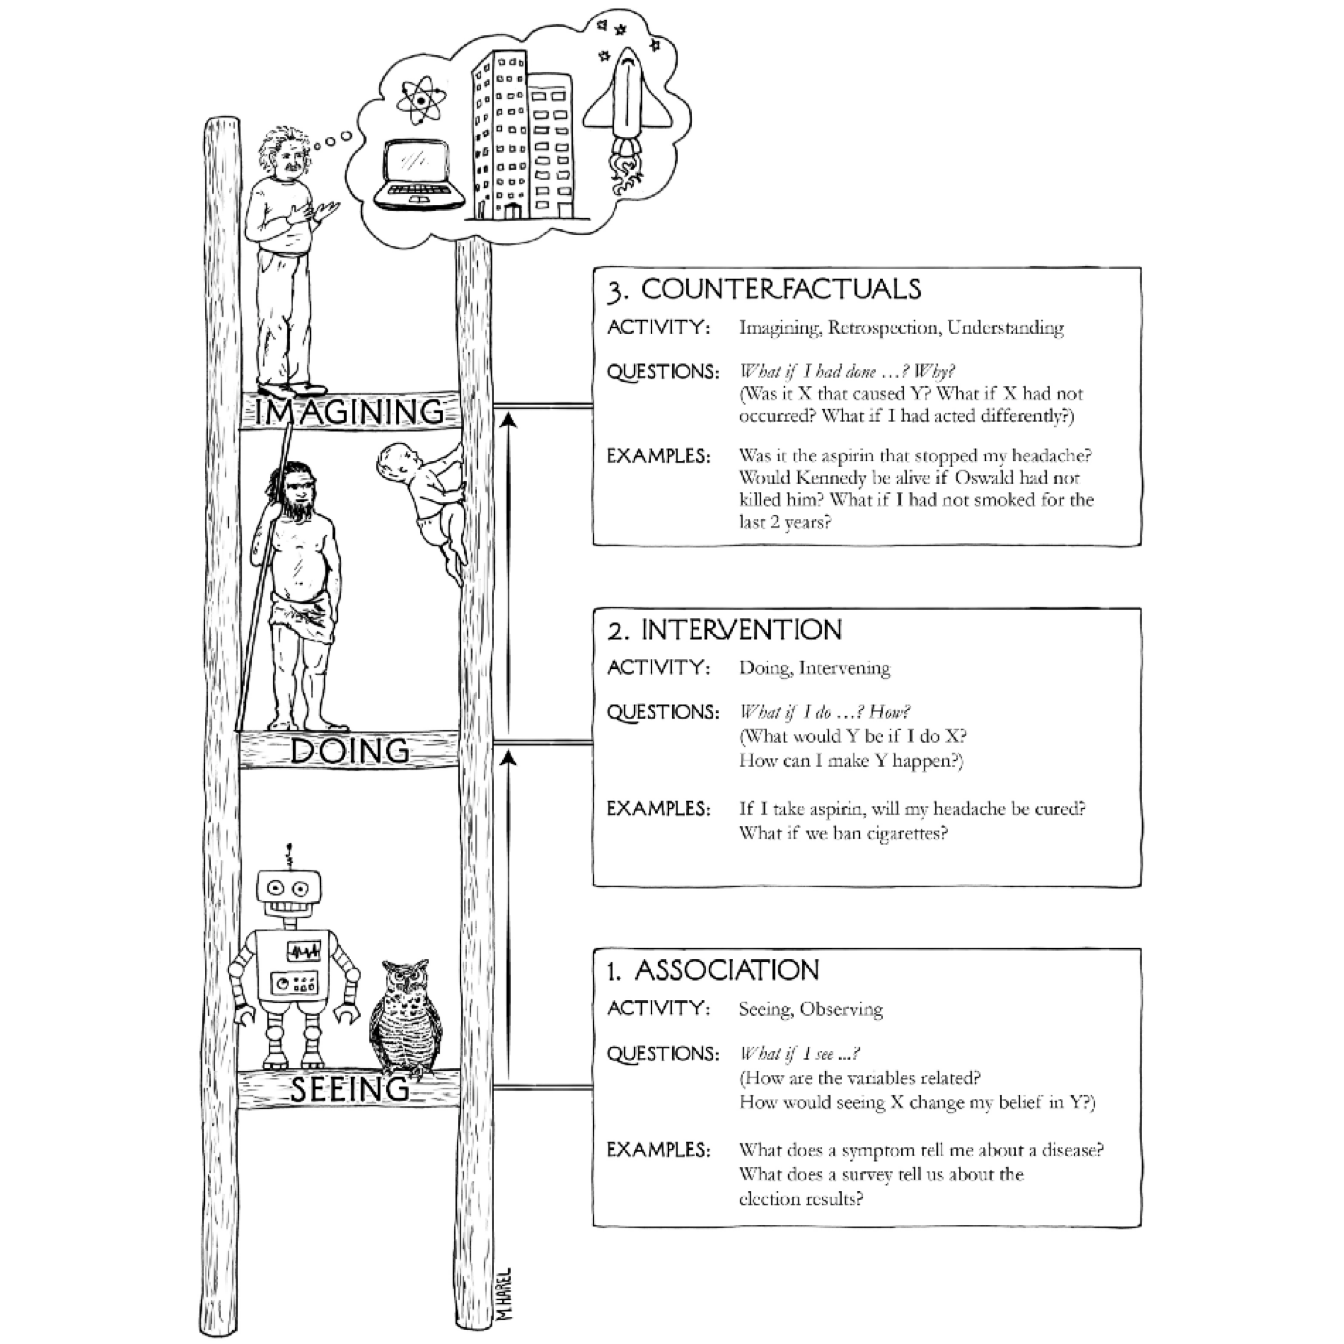 IMAGINING
DOING
SEEING
M. HAREL
3. COUNTERFACTUALS
ACTIVITY: Imagining, Retrospection, Understanding
QUESTIONS: What if I had done …? Why?
(Was it X that caused Y? What if X had not
occurred? What if I had acted differently?)
EXAMPLES: Was it the aspirin that stopped my headache?
Would Kennedy be alive if Oswald had not
killed him? What if I had not smoked for the
last 2 years?
2. INTERVENTION
ACTIVITY: Doing, Intervening
QUESTIONS: What if I do …? How?
(What would Y be if I do X?
How can I make Y happen?)
EXAMPLES: If I take aspirin, will my headache be cured?
What if we ban cigarettes?
1. ASSOCIATION
ACTIVITY: Seeing, Observing
QUESTIONS: What if I see ...?
(How are the variables related?
How would seeing X change my belief in Y?)
EXAMPLES: What does a symptom tell me about a disease?
What does a survey tell us about the
election results?